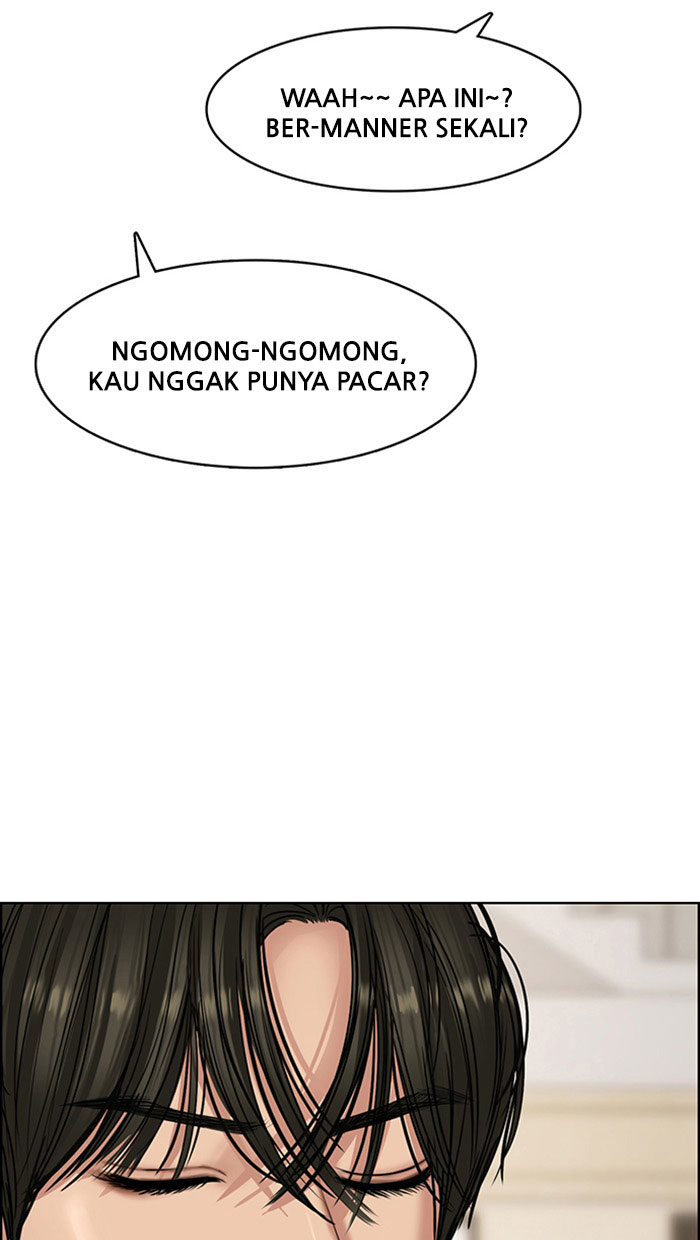 WAAH~~ APA INI~?
BER-MANNER SEKALI?
NGOMONG-NGOMONG,
KAU NGGAK PUNYA PACAR?